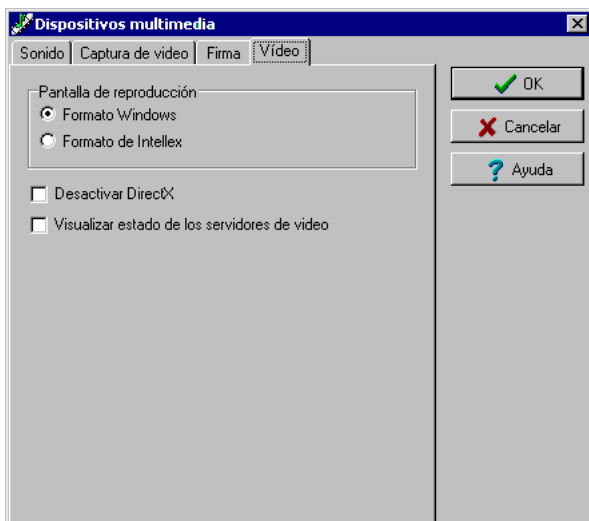 Dispositivos multimedia
Sonido
Captura de video
Firma
Vídeo
Pantalla de reproducción
Formato Windows
Formato de Intellex
Desactivar DirectX
Visualizar estado de los servidores de video
OK
Cancelar
Ayuda